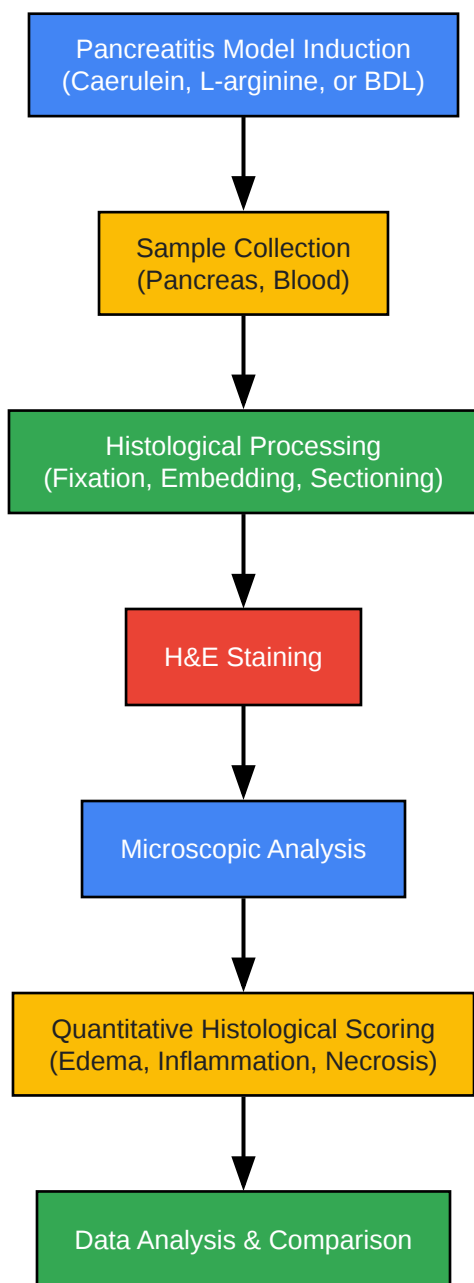 Pancreatitis Model Induction
(Caerulein, L-arginine, or BDL)
Sample Collection
(Pancreas, Blood)
Histological Processing
(Fixation, Embedding, Sectioning)
H&E Staining
Microscopic Analysis
Quantitative Histological Scoring
(Edema, Inflammation, Necrosis)
Data Analysis & Comparison